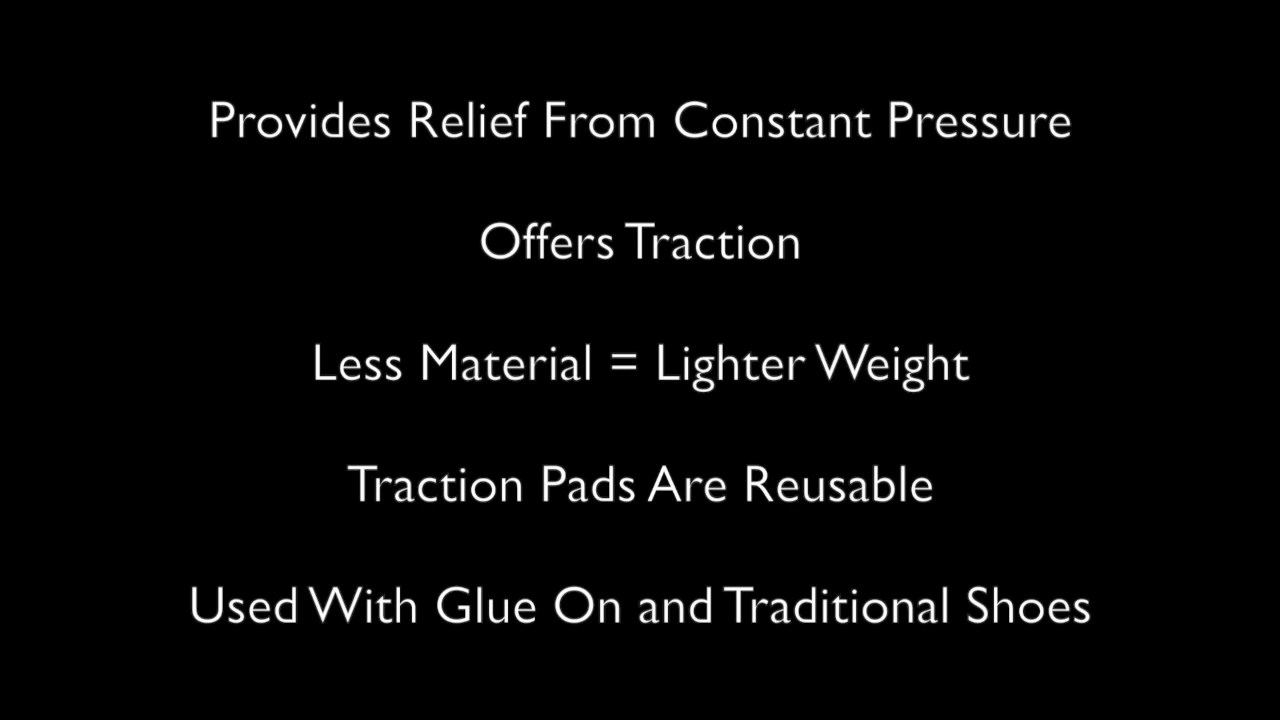 Provides Relief From Constant Pressure
Offers Traction
Less Material = Lighter Weight
Traction Pads Are Reusable
Used With Glue On and Traditional Shoes